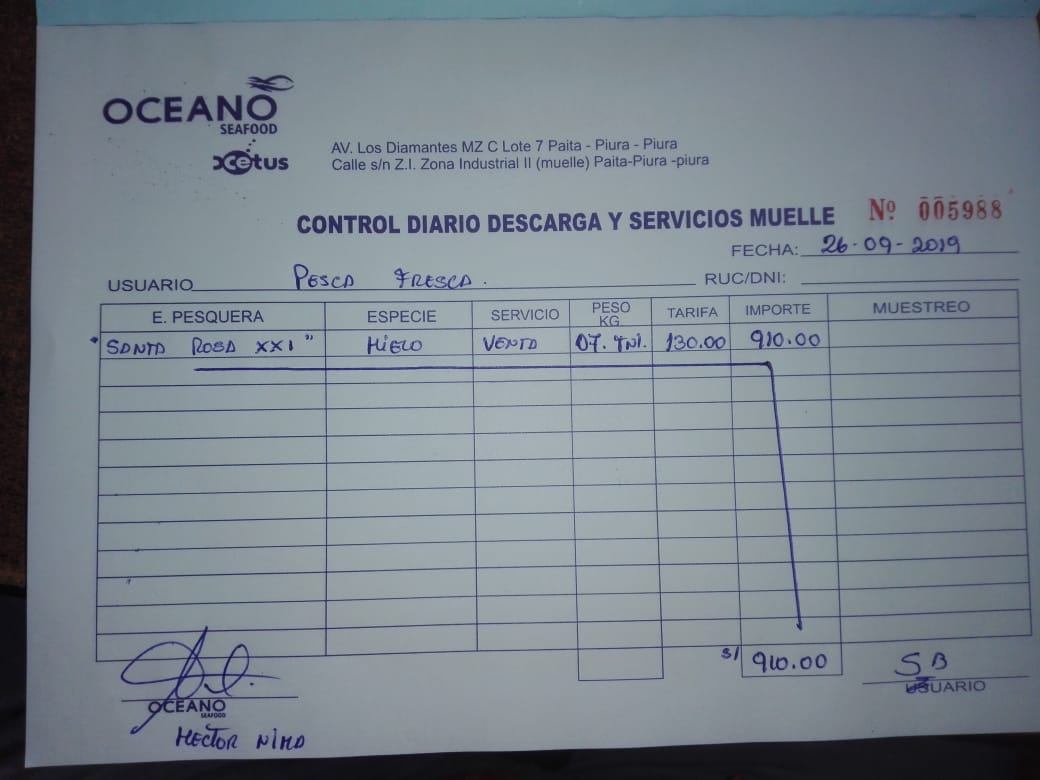 OCEANO
SEAFOOD
xcetus
AV. Los Diamantes MZ C Lote 7 Paita - Piura - Piura
Calle s/n Z.I. Zona Industrial II (muelle) Paita-Piura -piura
CONTROL DIARIO DESCARGA Y SERVICIOS MUELLE Nº 005988
FECHA: 26-09-2019
USUARIO PESCA FRESCA. RUC/DNI:
E. PESQUERA ESPECIE SERVICIO PESO KG TARIFA IMPORTE MUESTREO
"SANTA ROSA XXI" HIELO VENTA 07. TNI. 130.00 910.00
S/ 910.00
SB
USUARIO
OCEANO
SEAFOOD
HECTOR NIMA